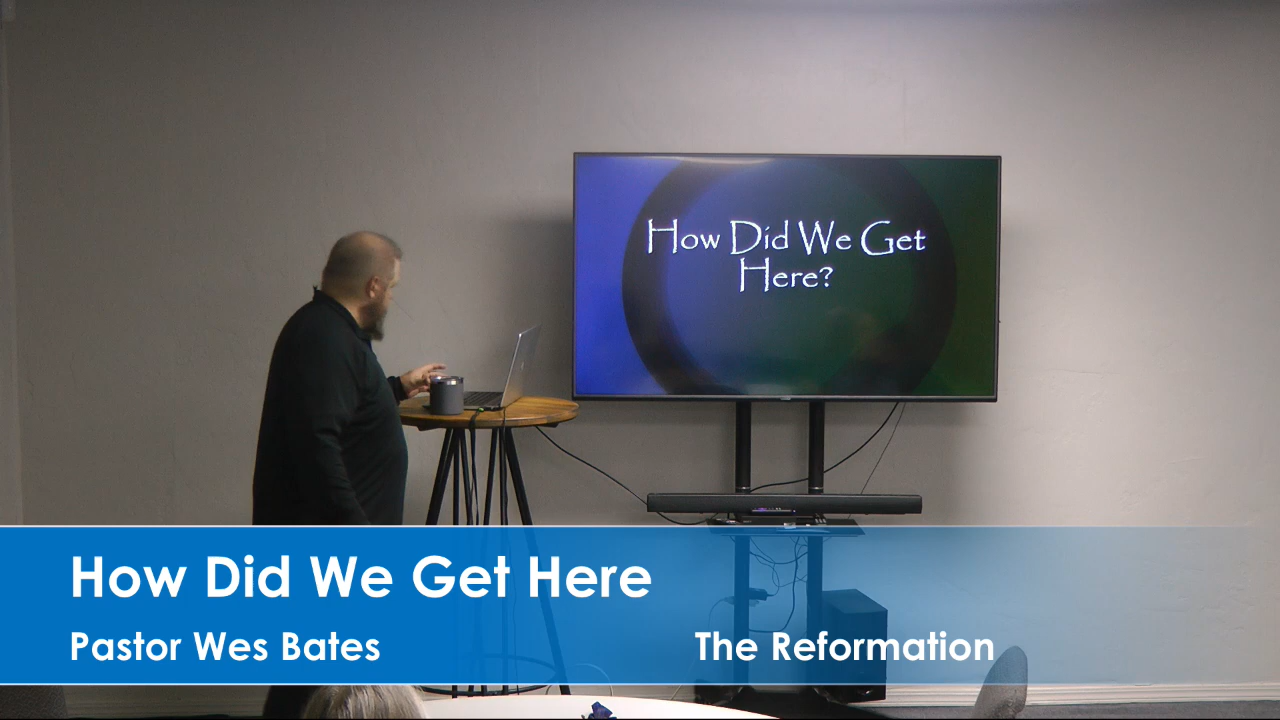 How Did We Get
Here?
How Did We Get Here
Pastor Wes Bates
The Reformation